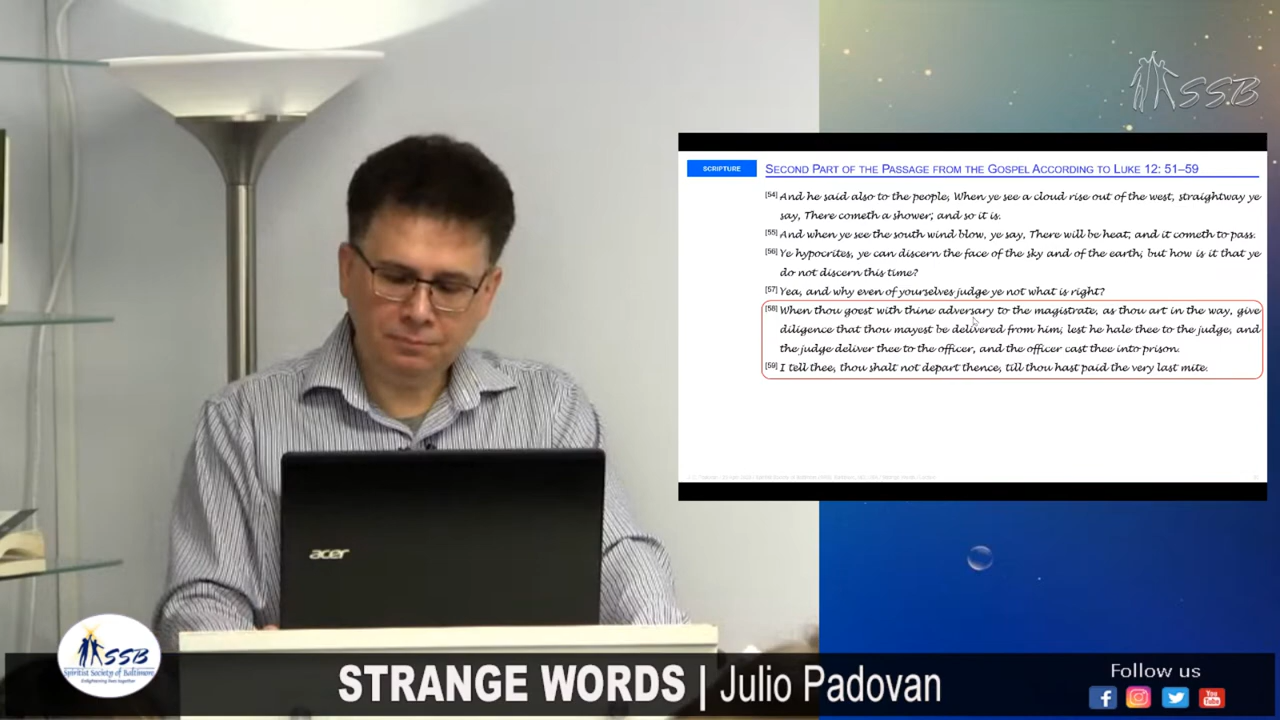 SSB
SCRIPTURE
SECOND PART OF THE PASSAGE FROM THE GOSPEL ACCORDING TO LUKE 12: 51–59
[54] And he said also to the people, When ye see a cloud rise out of the west, straightway ye
say, There cometh a shower; and so it is.
[55] And when ye see the south wind blow, ye say, There will be heat; and it cometh to pass.
[56] Ye hypocrites, ye can discern the face of the sky and of the earth; but how is it that ye
do not discern this time?
[57] Yea, and why even of yourselves judge ye not what is right?
[58] When thou goest with thine adversary to the magistrate, as thou art in the way, give
diligence that thou mayest be delivered from him; lest he hale thee to the judge, and
the judge deliver thee to the officer, and the officer cast thee into prison.
[59] I tell thee, thou shalt not depart thence, till thou hast paid the very last mite.
acer
SSB
Spiritist Society of Baltimore
Enlightening lives together
STRANGE WORDS | Julio Padovan
Follow us
You
Tube